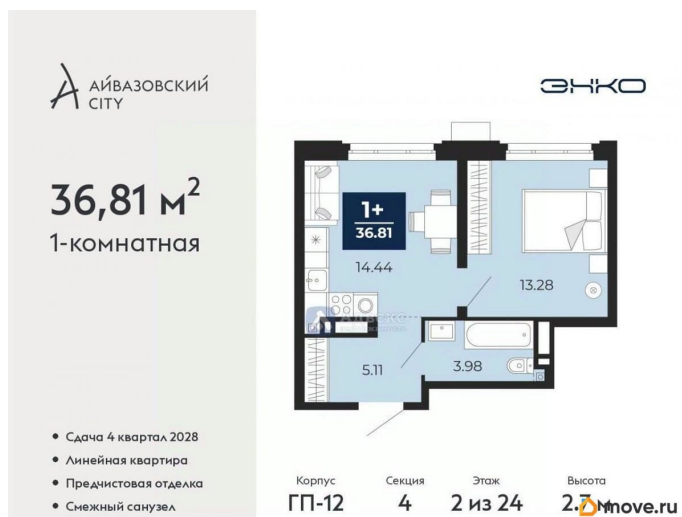 АЙВАЗОВСКИЙ
CITY
ЭНКО
36,81 м²
1-комнатная
1+
36.81
14.44
13.28
5.11
3.98
• Сдача 4 квартал 2028
• Линейная квартира
• Предчистовая отделка
• Смежный санузел
Корпус Секция Этаж Высота
ГП-12 4 2 из 24 2.7 м
move.ru